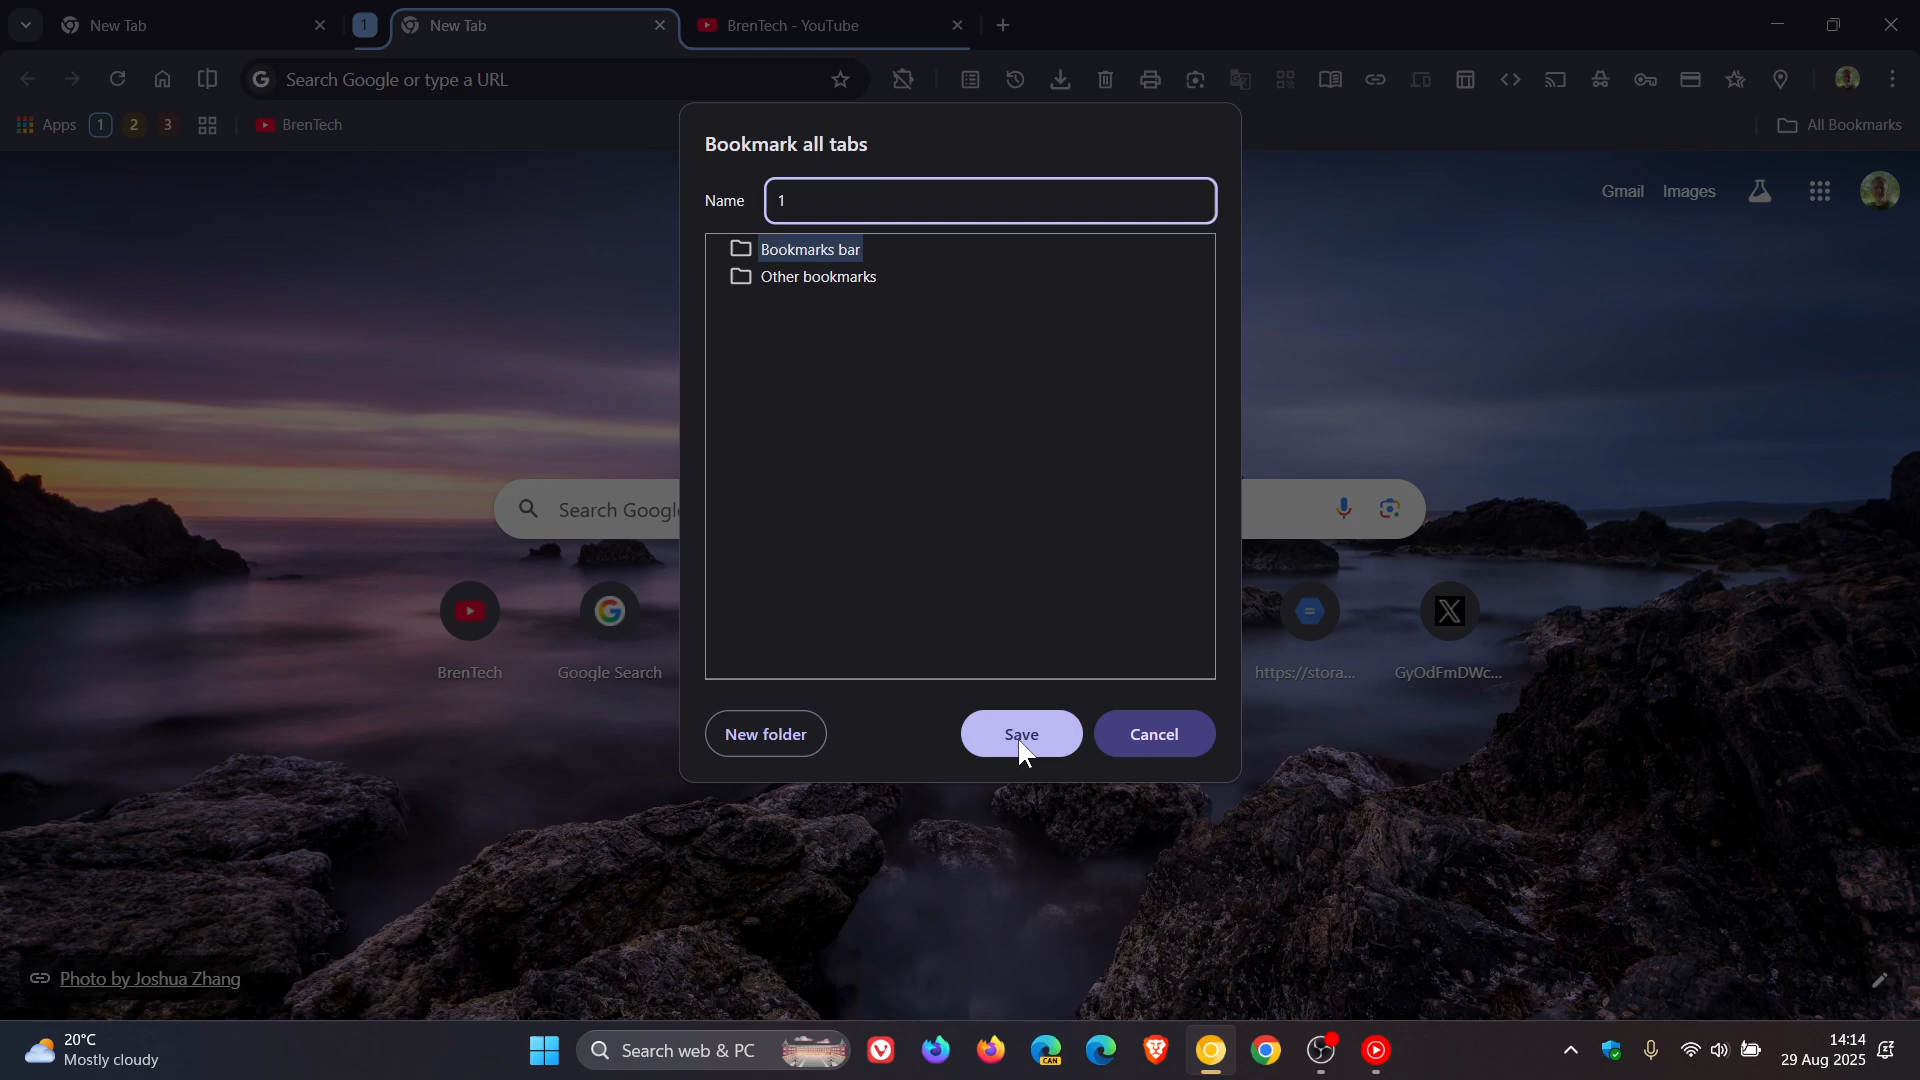 New Tab
1
New Tab
BrenTech - YouTube
Search Google or type a URL
Apps
1
2
3
BrenTech
All Bookmarks
Gmail
Images
Bookmark all tabs
Name
1
Bookmarks bar
Other bookmarks
Search Google
BrenTech
Google Search
https://stora...
GyOdFmDWc...
New folder
Save
Cancel
Photo by Joshua Zhang
20°C
Mostly cloudy
Search web & PC
CAN
14:14
29 Aug 2025